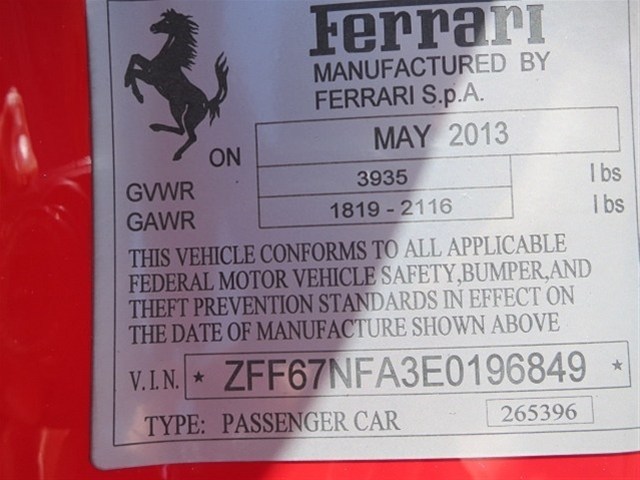 Ferrari
MANUFACTURED BY
FERRARI S.p.A.
ON MAY 2013
GVWR 3935 lbs
GAWR 1819 - 2116 lbs
THIS VEHICLE CONFORMS TO ALL APPLICABLE
FEDERAL MOTOR VEHICLE SAFETY,BUMPER,AND
THEFT PREVENTION STANDARDS IN EFFECT ON
THE DATE OF MANUFACTURE SHOWN ABOVE
V.I.N. * ZFF67NFA3E0196849 *
TYPE: PASSENGER CAR 265396